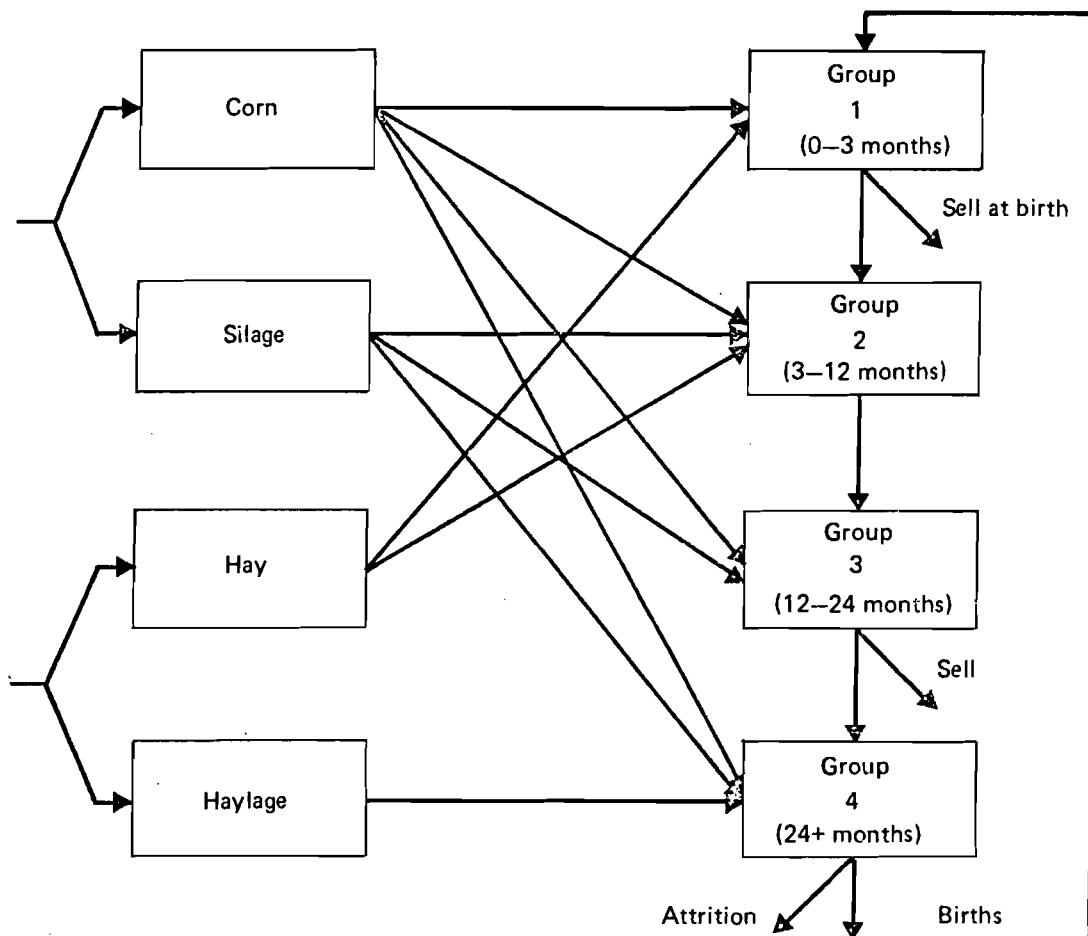 Corn
Silage
Hay
Haylage
Group
1
(0–3 months)
Sell at birth
Group
2
(3–12 months)
Group
3
(12–24 months)
Sell
Group
4
(24+ months)
Attrition
Births